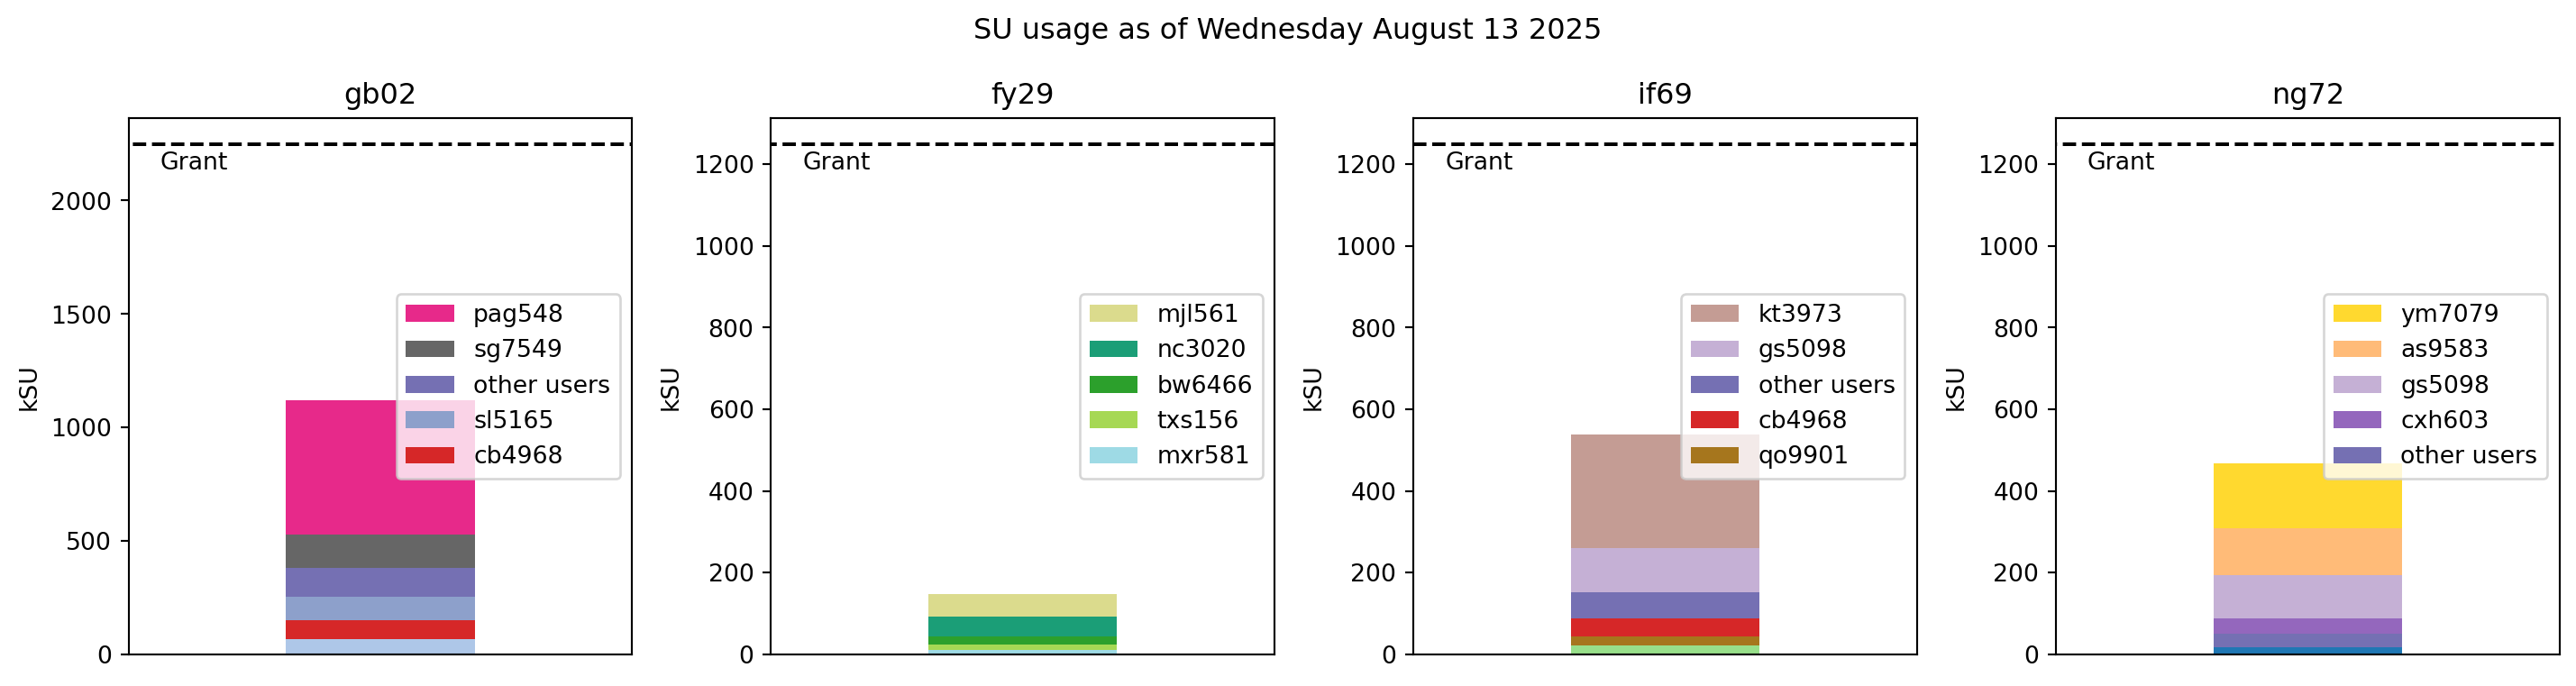 SU usage as of Wednesday August 13 2025
gb02
kSU
2000
1500
1000
500
0
Grant
pag548
sg7549
other users
sl5165
cb4968
fy29
kSU
1200
1000
800
600
400
200
0
Grant
mjl561
nc3020
bw6466
txs156
mxr581
if69
kSU
1200
1000
800
600
400
200
0
Grant
kt3973
gs5098
other users
cb4968
qo9901
ng72
kSU
1200
1000
800
600
400
200
0
Grant
ym7079
as9583
gs5098
cxh603
other users